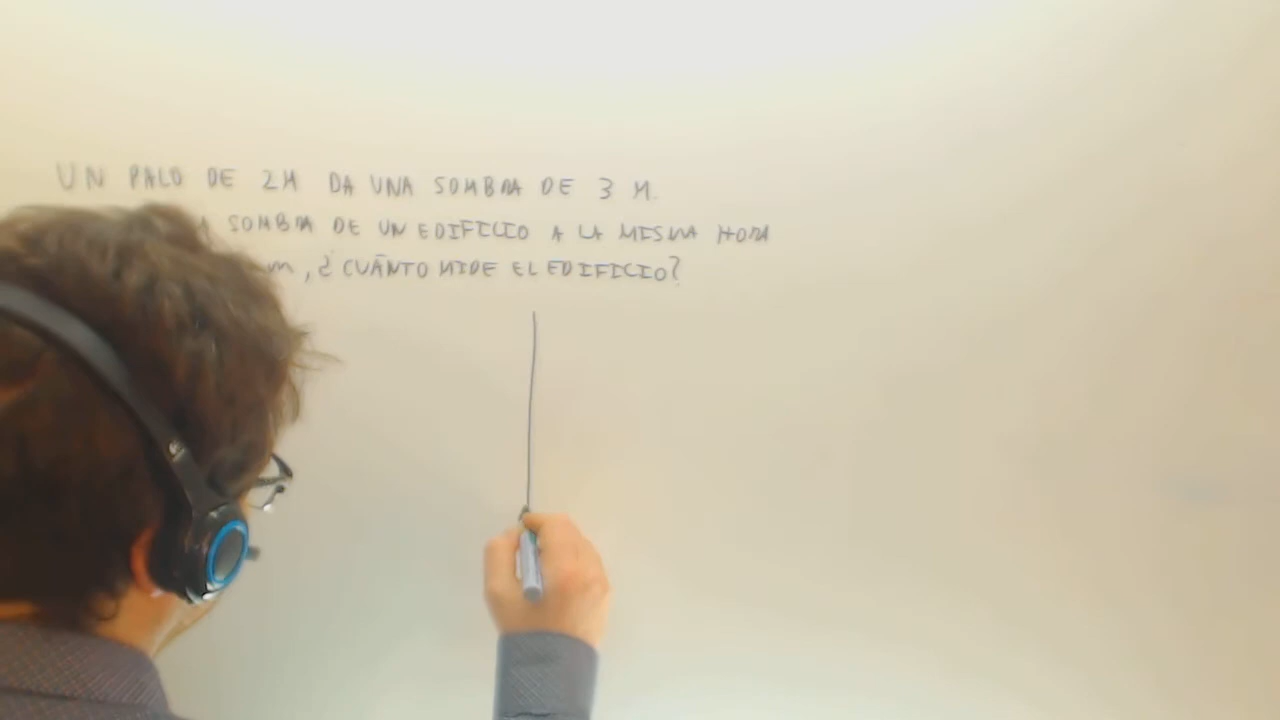 UN PALO DE 2M DA UNA SOMBRA DE 3 M.
SOMBRA DE UN EDIFICIO A LA MISMA HORA
m, ¿CUÁNTO MIDE EL EDIFICIO?